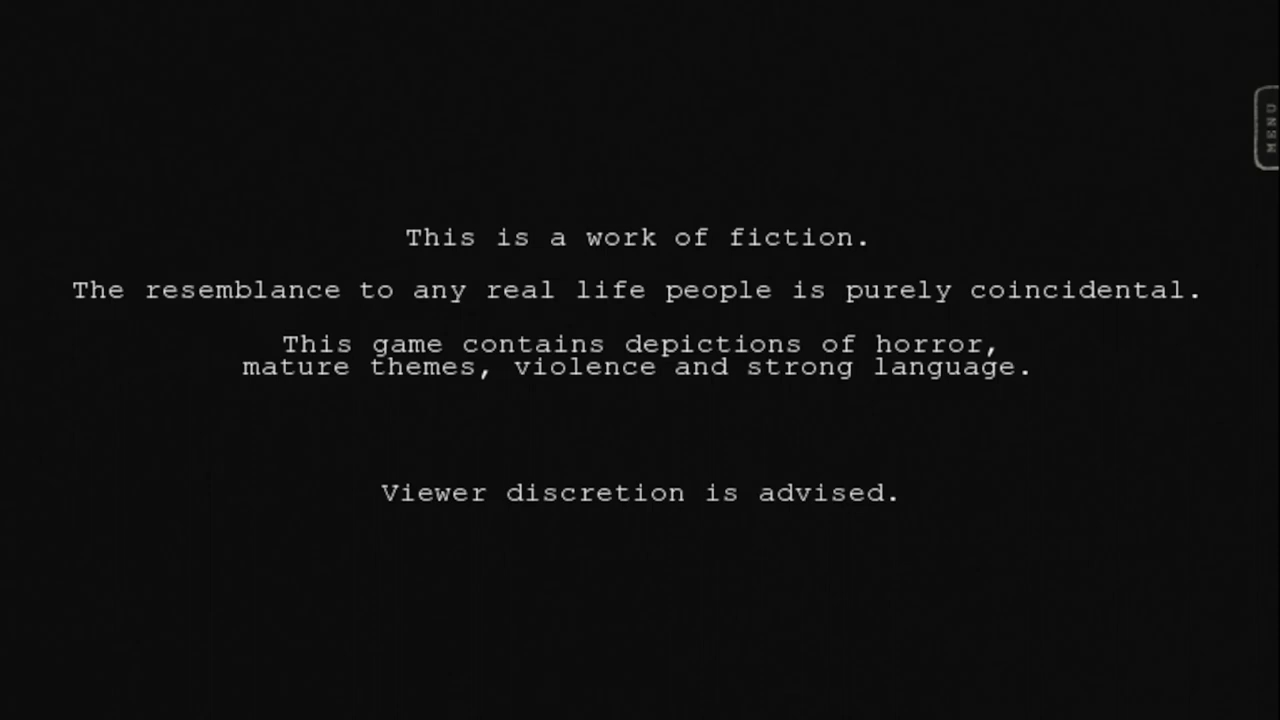 MENU
This is a work of fiction.
The resemblance to any real life people is purely coincidental.
This game contains depictions of horror,
mature themes, violence and strong language.
Viewer discretion is advised.